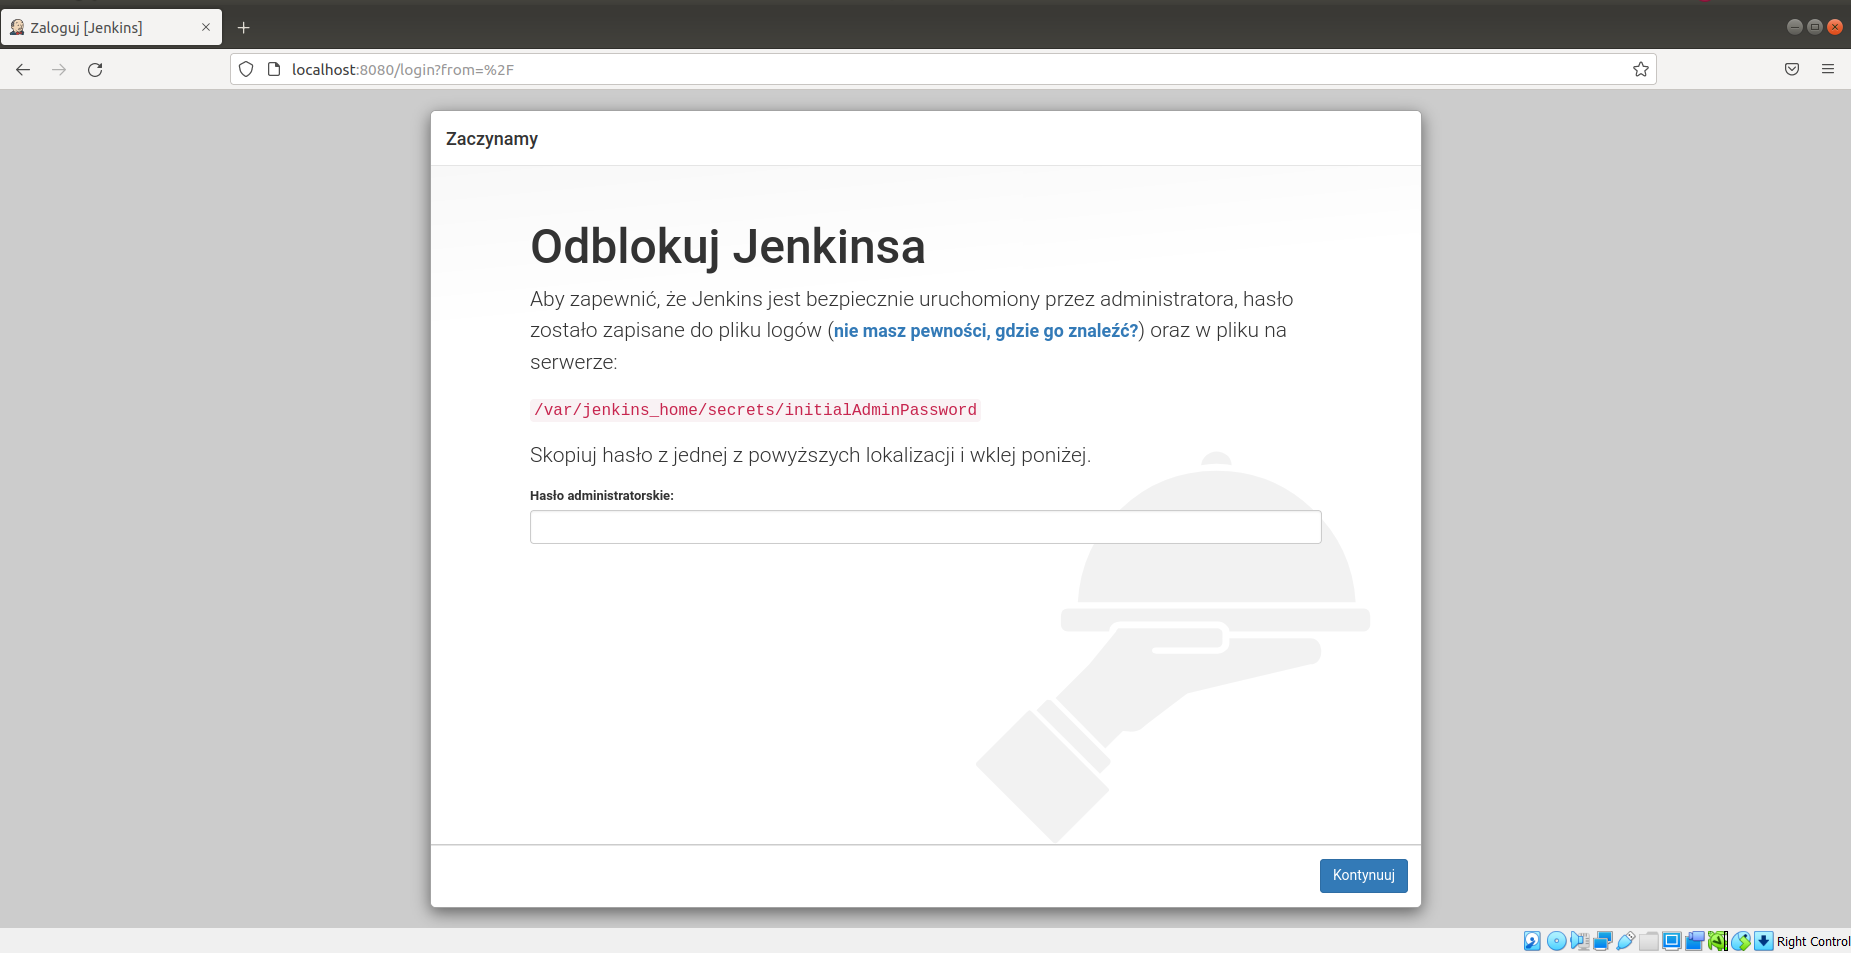 Zaloguj [Jenkins]
localhost:8080/login?from=%2F
Zaczynamy
Odblokuj Jenkinsa
Aby zapewnić, że Jenkins jest bezpiecznie uruchomiony przez administratora, hasło
zostało zapisane do pliku logów (nie masz pewności, gdzie go znaleźć?) oraz w pliku na
serwerze:
/var/jenkins_home/secrets/initialAdminPassword
Skopiuj hasło z jednej z powyższych lokalizacji i wklej poniżej.
Hasło administratorskie:
Kontynuuj
Right Control